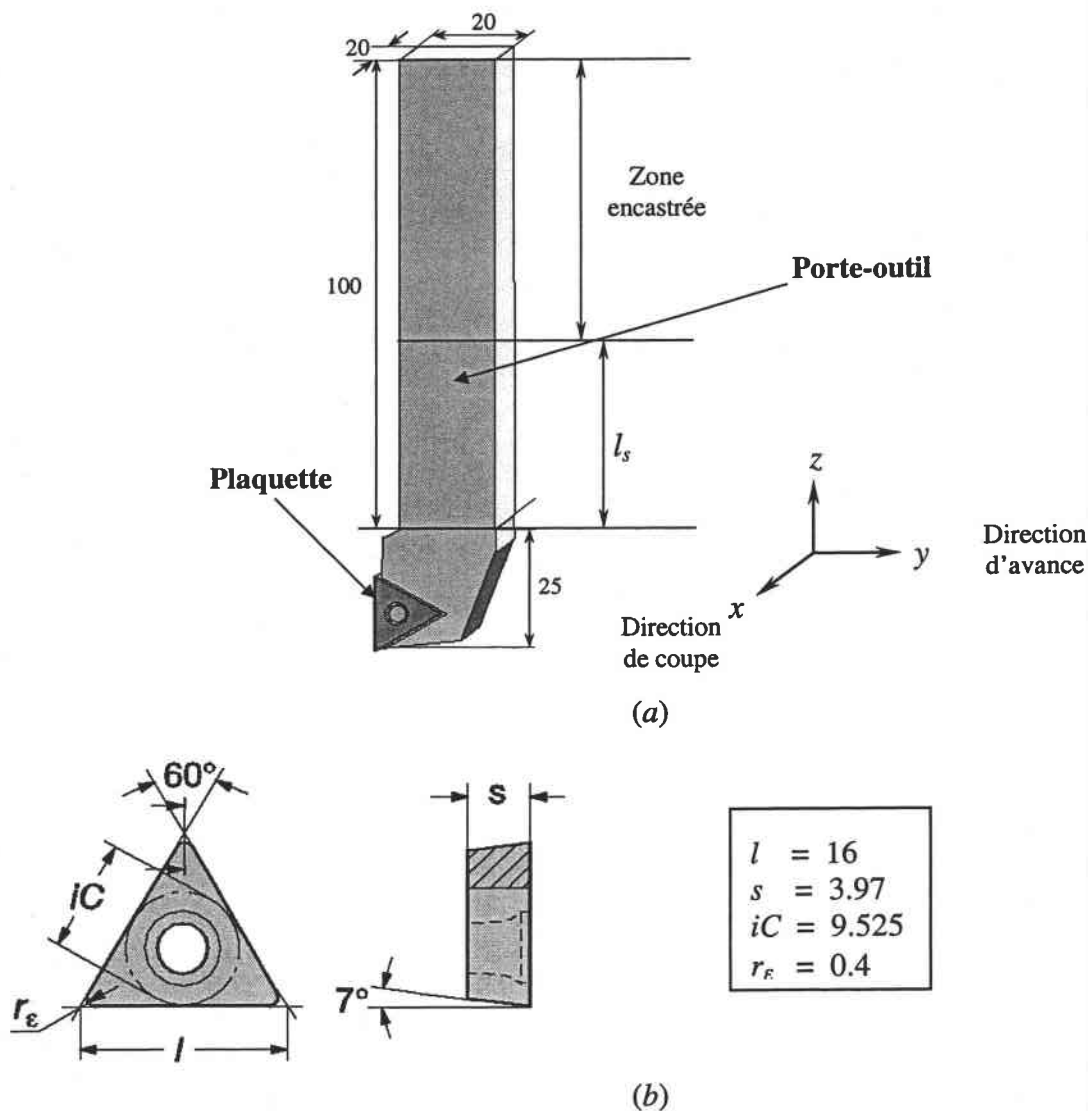 20
20
Zone
encastrée
Porte-outil
100
l_s
Plaquette
z
Direction
d'avance
y
25
x
Direction
de coupe
(a)
60°
s
iC
l = 16
s = 3.97
iC = 9.525
r_ε = 0.4
7°
r_ε
l
(b)